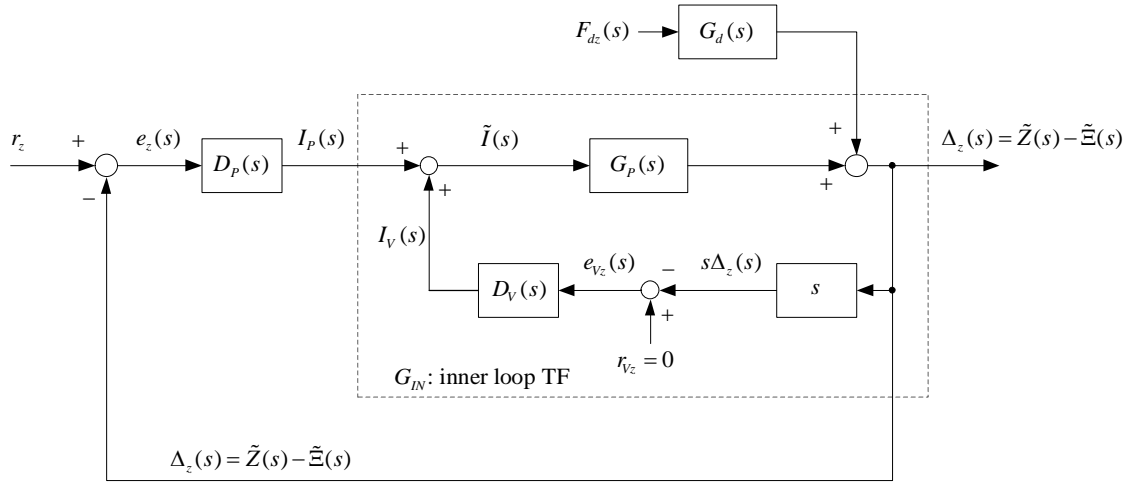 F_{dz}(s)
G_d(s)
r_z
+
e_z(s)
D_P(s)
I_P(s)
+
Ĩ(s)
G_P(s)
+
Δ_z(s) = Z̃(s) − Ξ̃(s)
−
+
+
I_V(s)
D_V(s)
e_{Vz}(s)
−
sΔ_z(s)
s
+
r_{Vz} = 0
G_{IN}: inner loop TF
Δ_z(s) = Z̃(s) − Ξ̃(s)